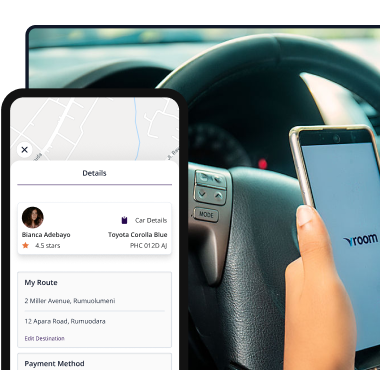 Details
Car Details
Bianca Adebayo
Toyota Corolla Blue
4.5 stars
PHC 012D AJ
My Route
2 Miller Avenue, Rumuolumeni
12 Apara Road, Rumuodara
Edit Destination
Payment Method
MODE
vroom